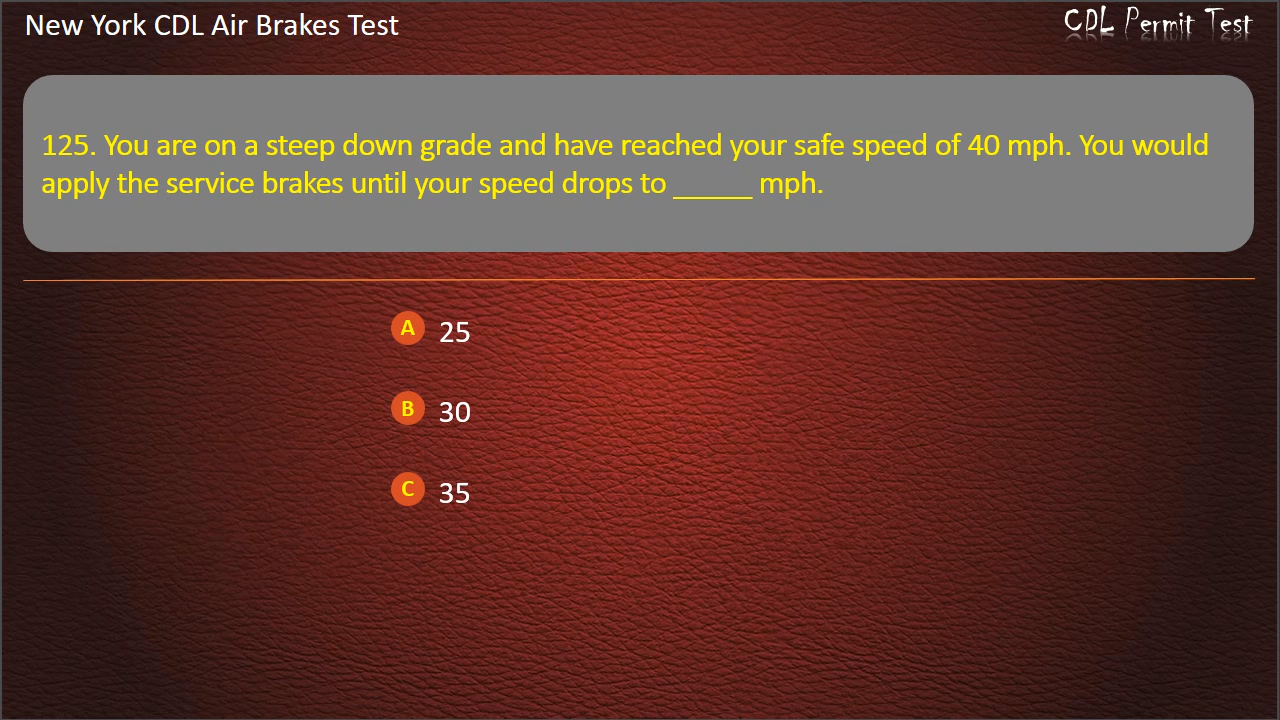 New York CDL Air Brakes Test
CDL Permit Test
125. You are on a steep down grade and have reached your safe speed of 40 mph. You would
apply the service brakes until your speed drops to ______ mph.
A 25
B 30
C 35